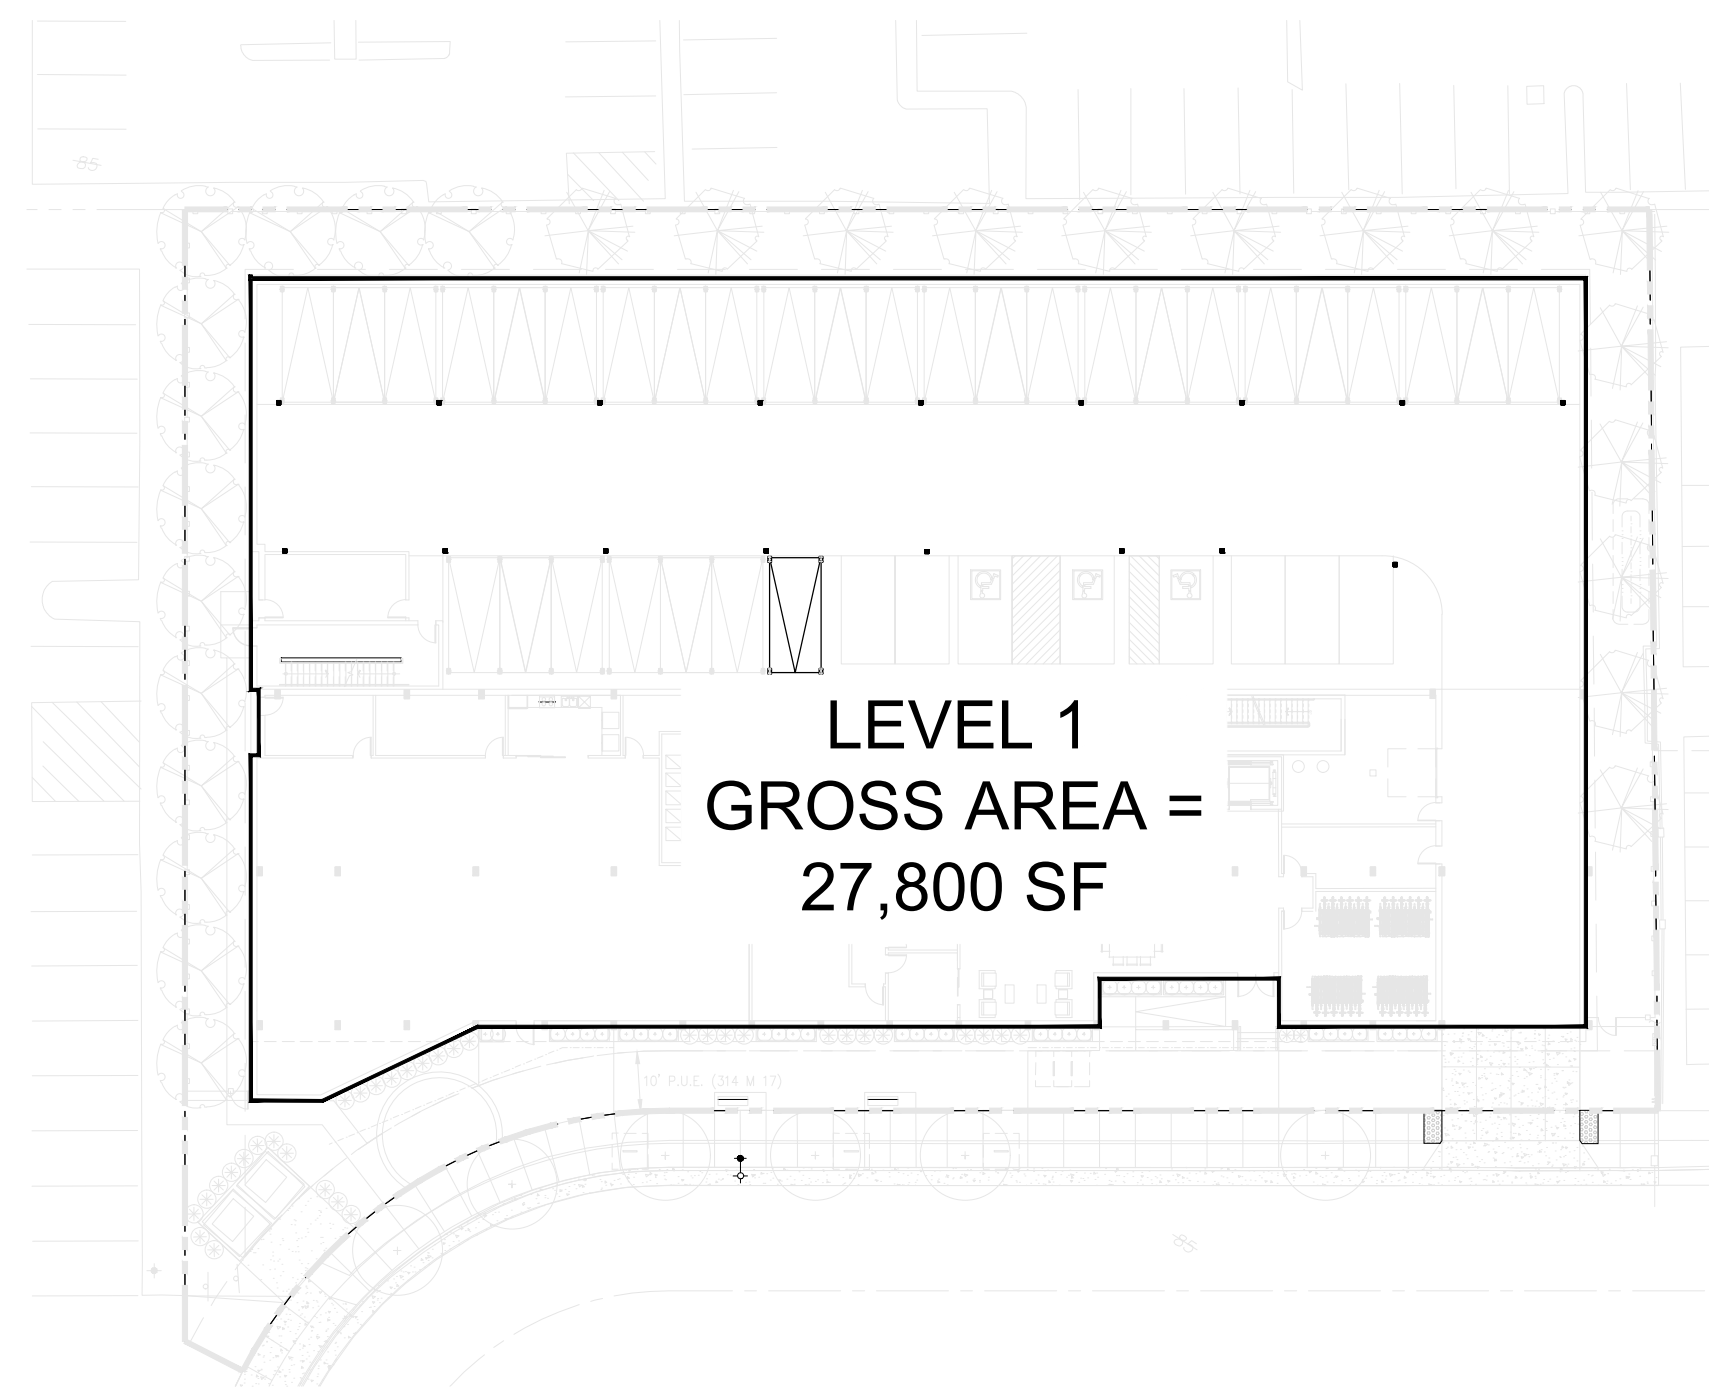 85
LEVEL 1
GROSS AREA =
27,800 SF
10' P.U.E. (314 M 17)
85